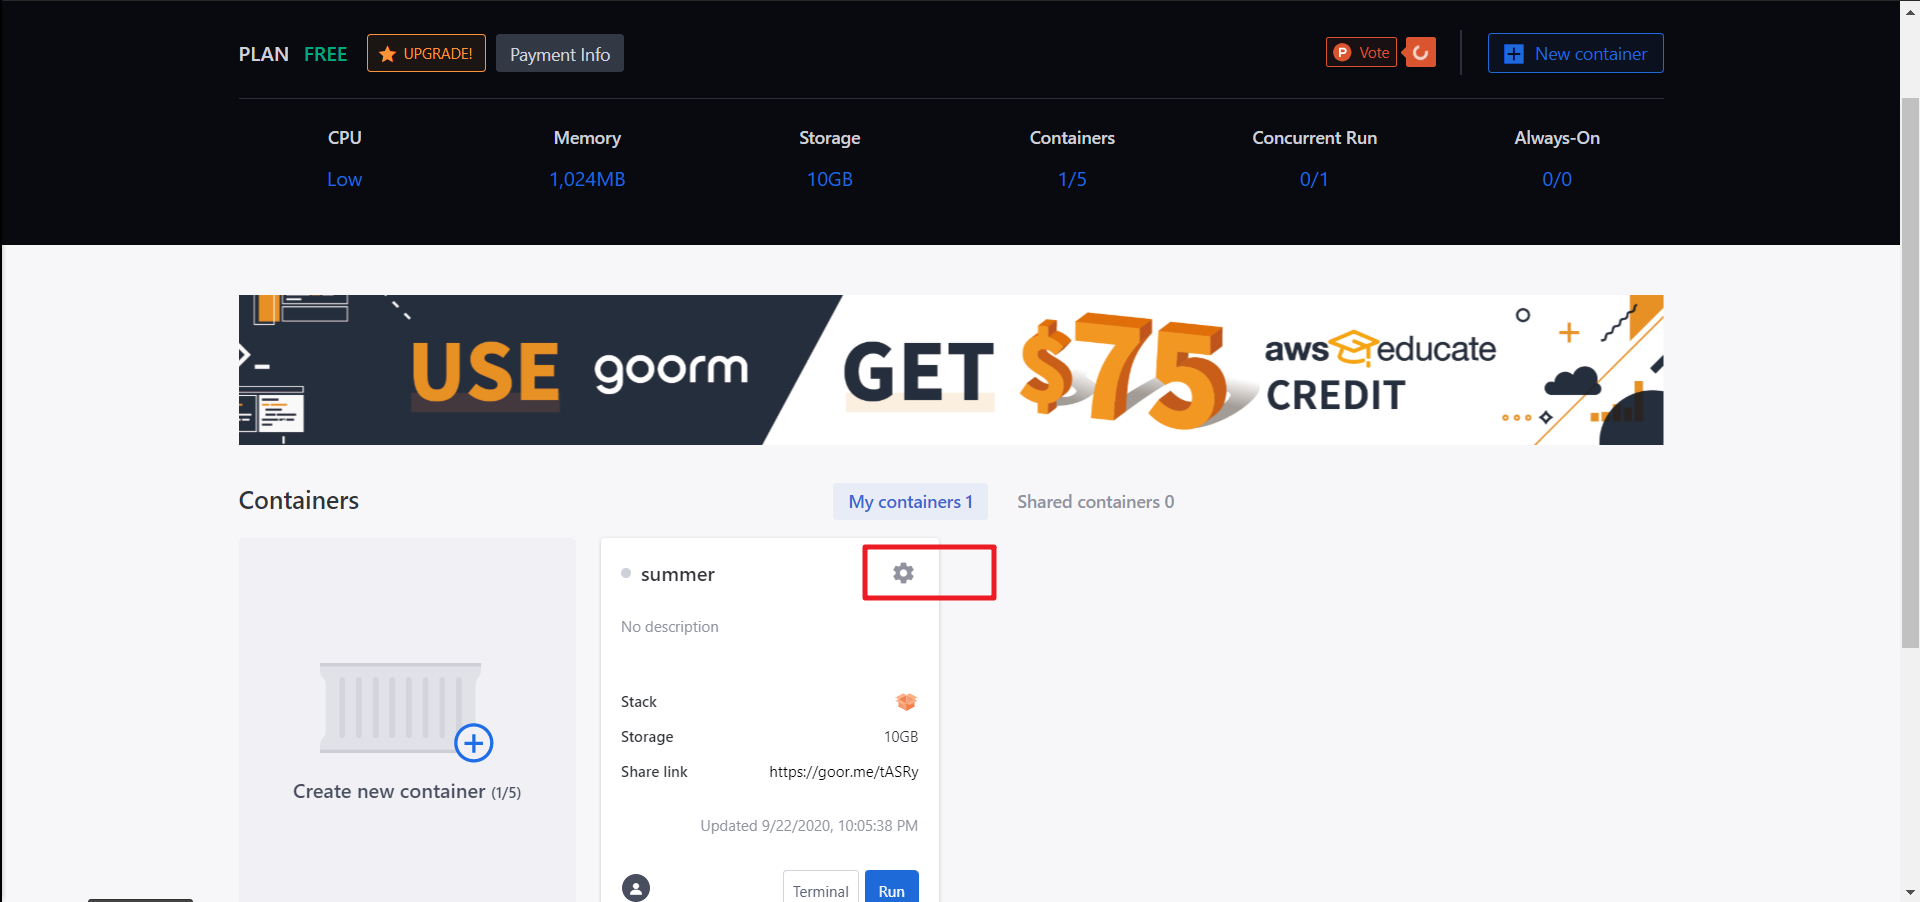 PLAN FREE UPGRADE! Payment Info P Vote New container
CPU Memory Storage Containers Concurrent Run Always-On
Low 1,024MB 10GB 1/5 0/1 0/0
USE goorm GET $75 aws educate
CREDIT
Containers My containers 1 Shared containers 0
summer
No description
Stack
Storage 10GB
Share link https://goor.me/tASRy
Create new container (1/5)
Updated 9/22/2020, 10:05:38 PM
Terminal Run